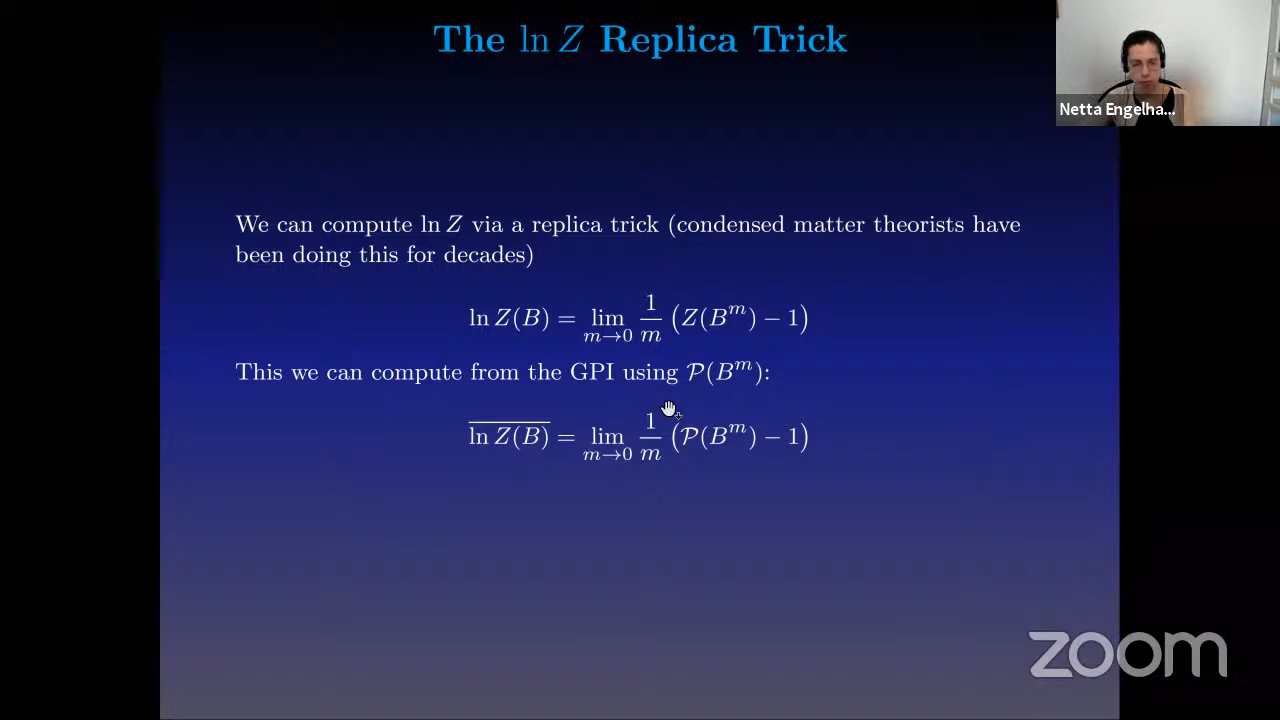 The ln Z Replica Trick
Netta Engelha...
We can compute ln Z via a replica trick (condensed matter theorists have
been doing this for decades)
ln Z(B) = lim_{m→0} 1/m (Z(B^m) − 1)
This we can compute from the GPI using 𝒫(B^m):
\overline{ln Z(B)} = lim_{m→0} 1/m (𝒫(B^m) − 1)
zoom